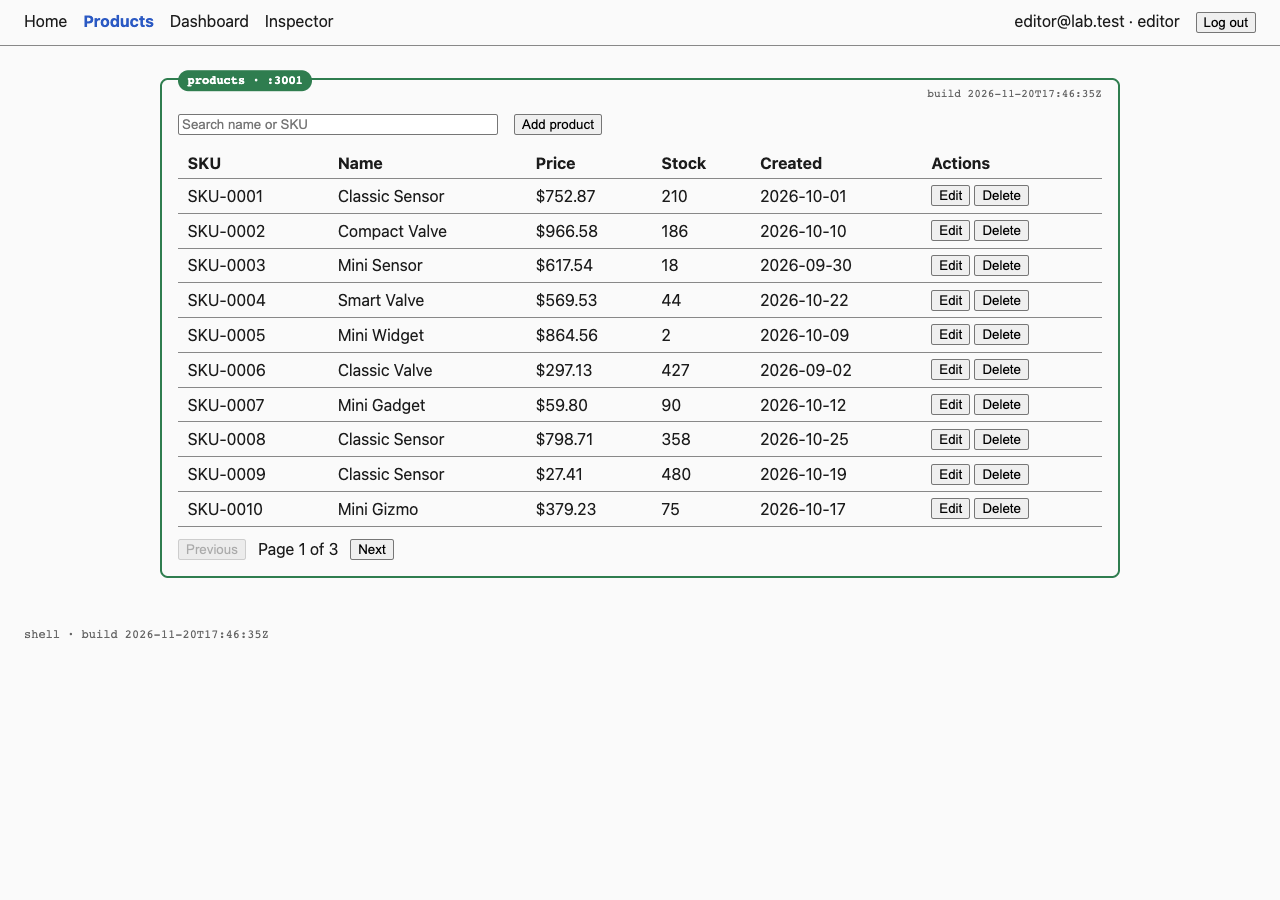 Home Products Dashboard Inspector editor@lab.test · editor Log out
products · :3001
build 2026-11-20T17:46:35Z
Search name or SKU Add product
SKU Name Price Stock Created Actions
SKU-0001 Classic Sensor $752.87 210 2026-10-01 Edit Delete
SKU-0002 Compact Valve $966.58 186 2026-10-10 Edit Delete
SKU-0003 Mini Sensor $617.54 18 2026-09-30 Edit Delete
SKU-0004 Smart Valve $569.53 44 2026-10-22 Edit Delete
SKU-0005 Mini Widget $864.56 2 2026-10-09 Edit Delete
SKU-0006 Classic Valve $297.13 427 2026-09-02 Edit Delete
SKU-0007 Mini Gadget $59.80 90 2026-10-12 Edit Delete
SKU-0008 Classic Sensor $798.71 358 2026-10-25 Edit Delete
SKU-0009 Classic Sensor $27.41 480 2026-10-19 Edit Delete
SKU-0010 Mini Gizmo $379.23 75 2026-10-17 Edit Delete
Previous Page 1 of 3 Next
shell · build 2026-11-20T17:46:35Z